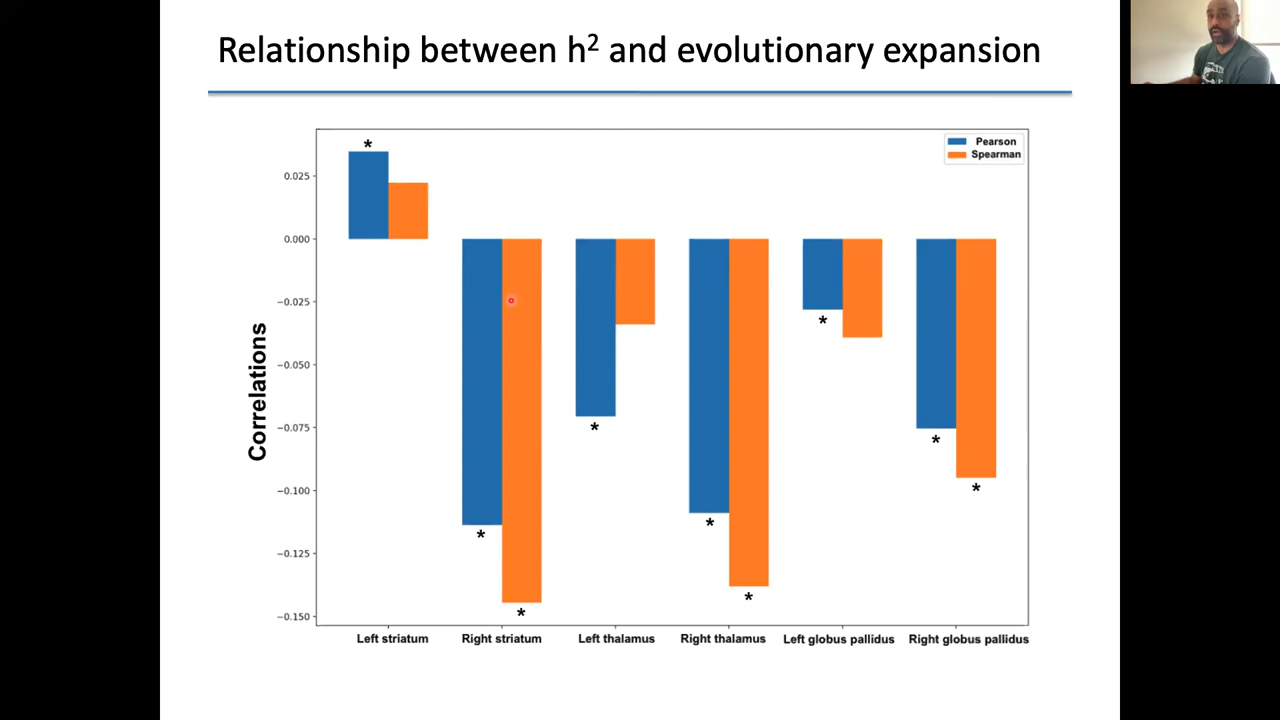 Relationship between h² and evolutionary expansion
Pearson
Spearman
*
0.025
0.000
−0.025
−0.050
−0.075
−0.100
−0.125
−0.150
Correlations
*
*
*
*
*
*
*
*
Left striatum
Right striatum
Left thalamus
Right thalamus
Left globus pallidus
Right globus pallidus